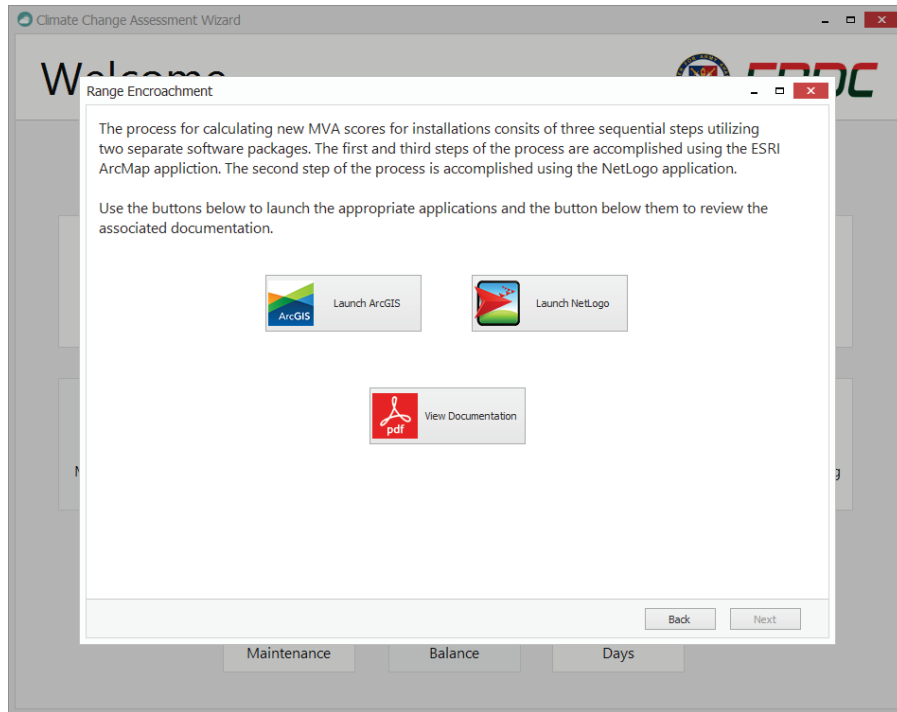 Climate Change Assessment Wizard
Welcome
ERDC
Range Encroachment
The process for calculating new MVA scores for installations consits of three sequential steps utilizing
two separate software packages. The first and third steps of the process are accomplished using the ESRI
ArcMap appliction. The second step of the process is accomplished using the NetLogo application.
Use the buttons below to launch the appropriate applications and the button below them to review the
associated documentation.
ArcGIS
Launch ArcGIS
Launch NetLogo
pdf
View Documentation
Back
Next
Maintenance
Balance
Days